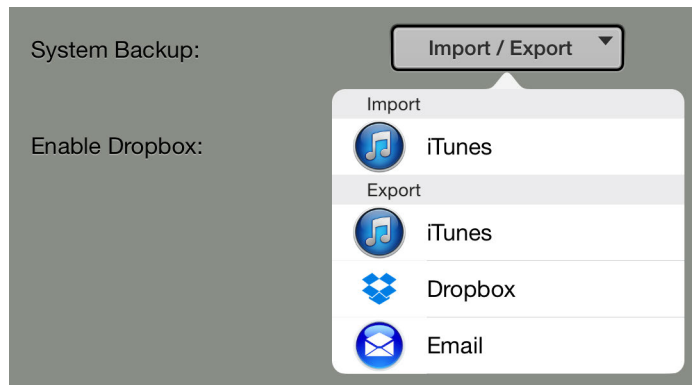 System Backup:
Import / Export
Import
Enable Dropbox:
iTunes
Export
iTunes
Dropbox
Email